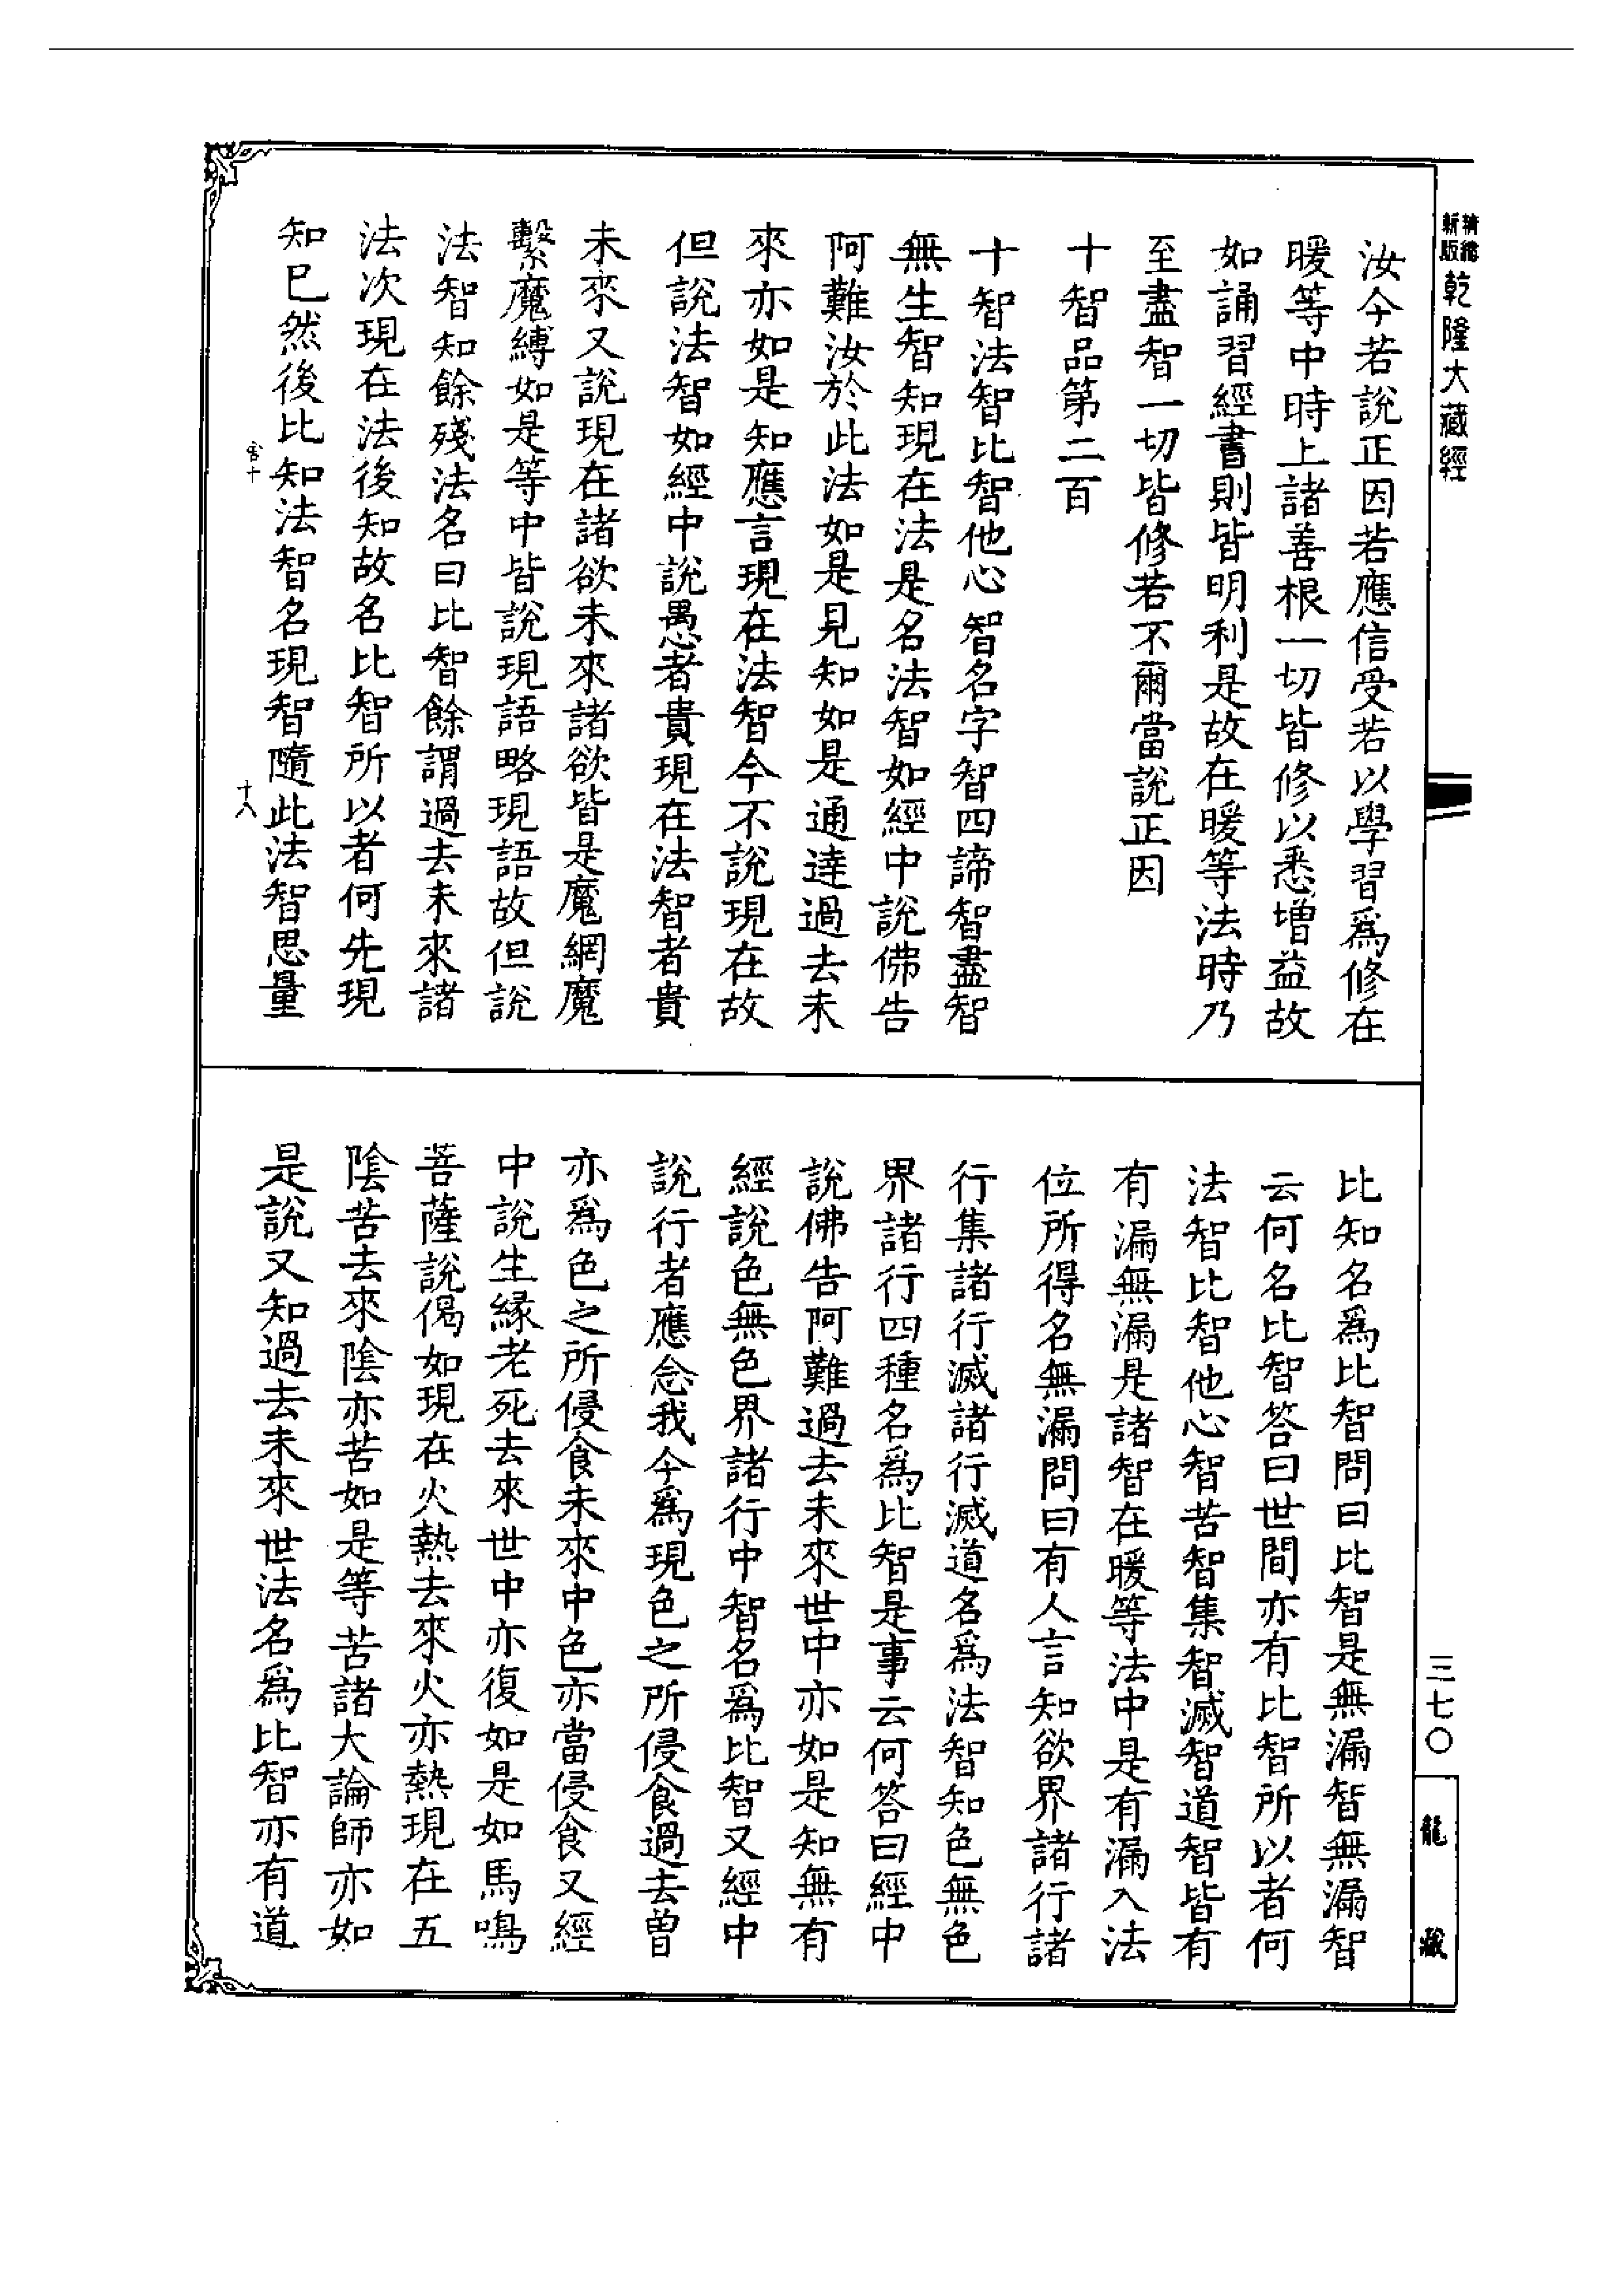 精縮
新版
乾隆大藏經
汝今若說正因若應信受若以學習為修在
暖等中時上諸善根一切皆修以悉增益故
如誦習經書則皆明利是故在暖等法時乃
至盡智一切皆修若不爾當說正因
十智品第二百
十智法智比智他心智名字智四諦智盡智
無生智知現在法是名法智如經中說佛告
阿難汝於此法如是見知如是通達過去未
來亦如是知應言現在法智今不說現在故
但說法智如經中說愚者貴現在法智者貴
未來又說現在諸欲未來諸欲皆是魔網魔
繫魔縛如是等中皆說現語略現語故但說
法智知餘殘法名曰比智餘謂過去未來諸
法次現在法後知故名比智所以者何先現
知已然後比知法智名現智隨此法智思量
十八
比知名為比智問曰比智是無漏智無漏智
云何名比智答曰世間亦有比智所以者何
法智比智他心智苦智集智滅智道智皆有
有漏無漏是諸智在暖等法中是有漏入法
位所得名無漏問曰有人言知欲界諸行諸
行集諸行滅諸行滅道名為法智知色無色
界諸行四種名為比智是事云何答曰經中
說佛告阿難過去未來世中亦如是知無有
經說色無色界諸行中智名為比智又經中
說行者應念我今為現色之所侵食過去曾
亦為色之所侵食未來中色亦當侵食又經
中說生緣老死去來世中亦復如是如馬鳴
菩薩說偈如現在火熱去來火亦熱現在五
陰苦去來陰亦苦如是等苦諸大論師亦如
是說又知過去未來世法名為比智亦有道
三七〇
龍藏